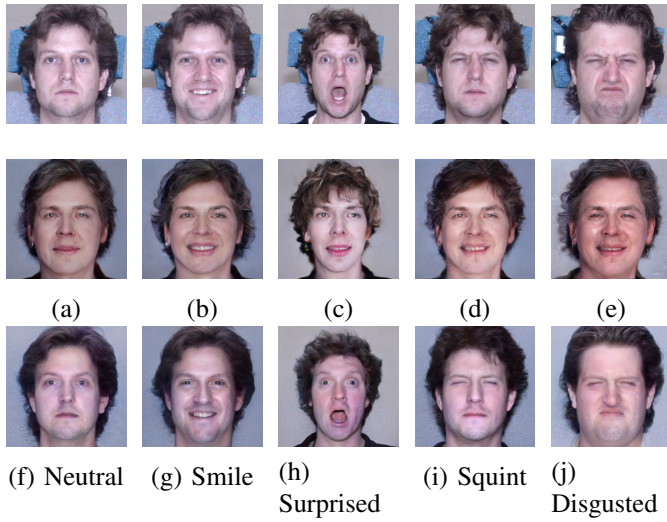 (a) (b) (c) (d) (e)
(f) Neutral (g) Smile (h) Surprised (i) Squint (j) Disgusted